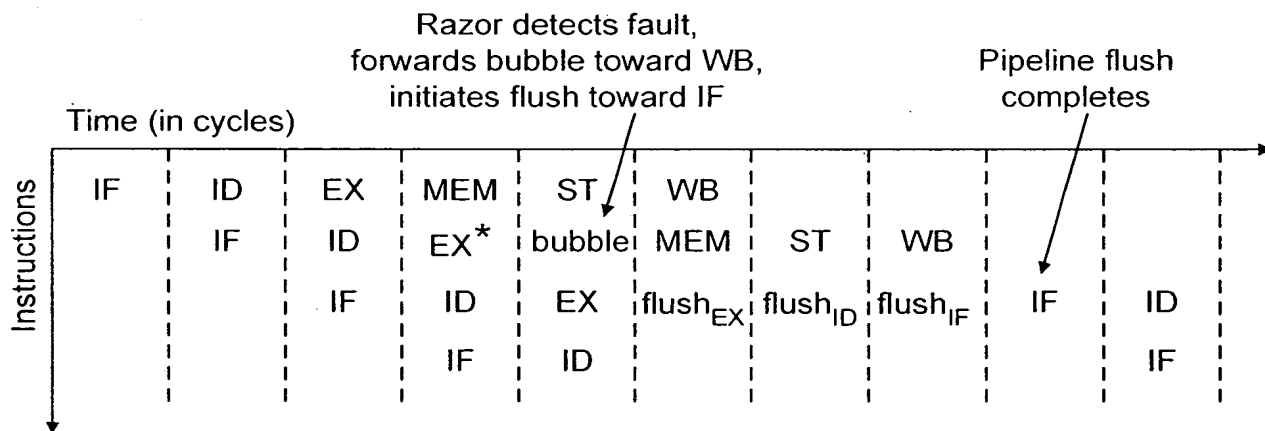 Razor detects fault,
forwards bubble toward WB,
initiates flush toward IF
Pipeline flush
completes
Time (in cycles)
Instructions
IF ID EX MEM ST WB
IF ID EX* bubble MEM ST WB
IF ID EX flushEX flushID flushIF IF ID
IF ID IF